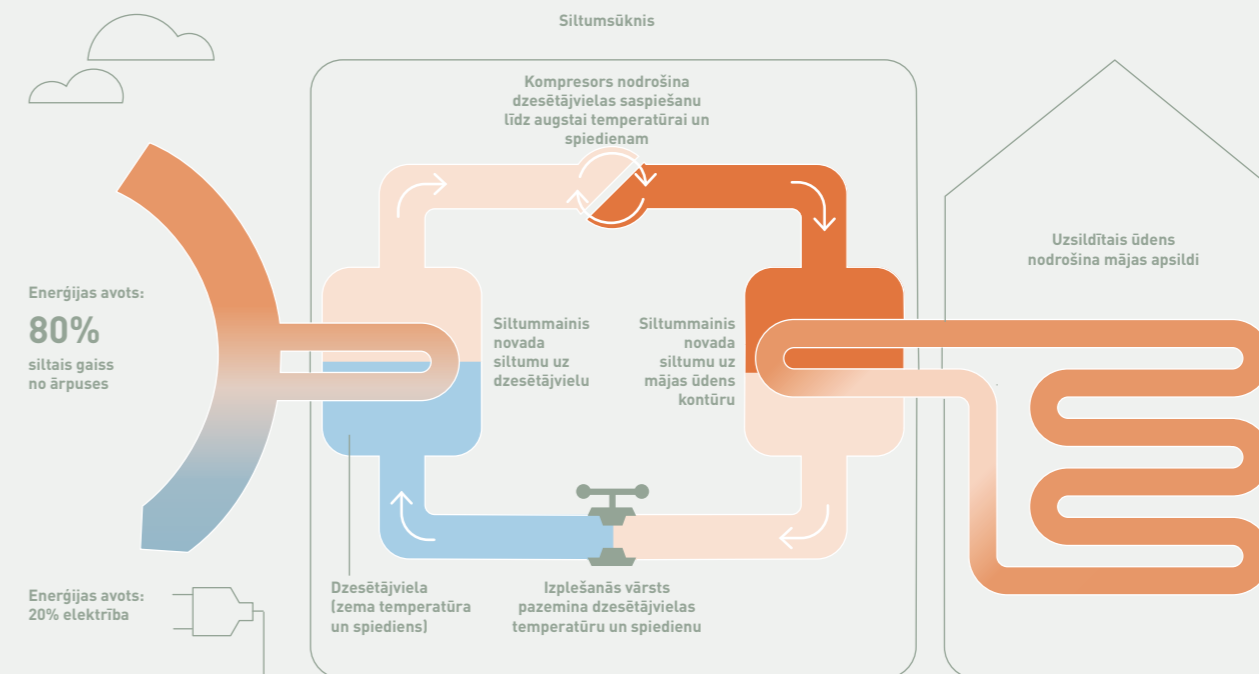 Siltumsūknis
Kompresors nodrošina
dzesētājvielas saspiešanu
līdz augstai temperatūrai un
spiedienam
Enerģijas avots:
80%
siltais gaiss
no ārpuses
Siltummainis
novada
siltumu uz
dzesētājvielu
Siltummainis
novada
siltumu uz
mājas ūdens
kontūru
Uzsildītais ūdens
nodrošina mājas apsildi
Enerģijas avots:
20% elektrība
Dzesētājviela
(zema temperatūra
un spiediens)
Izplešanās vārsts
pazemina dzesētājvielas
temperatūru un spiedienu